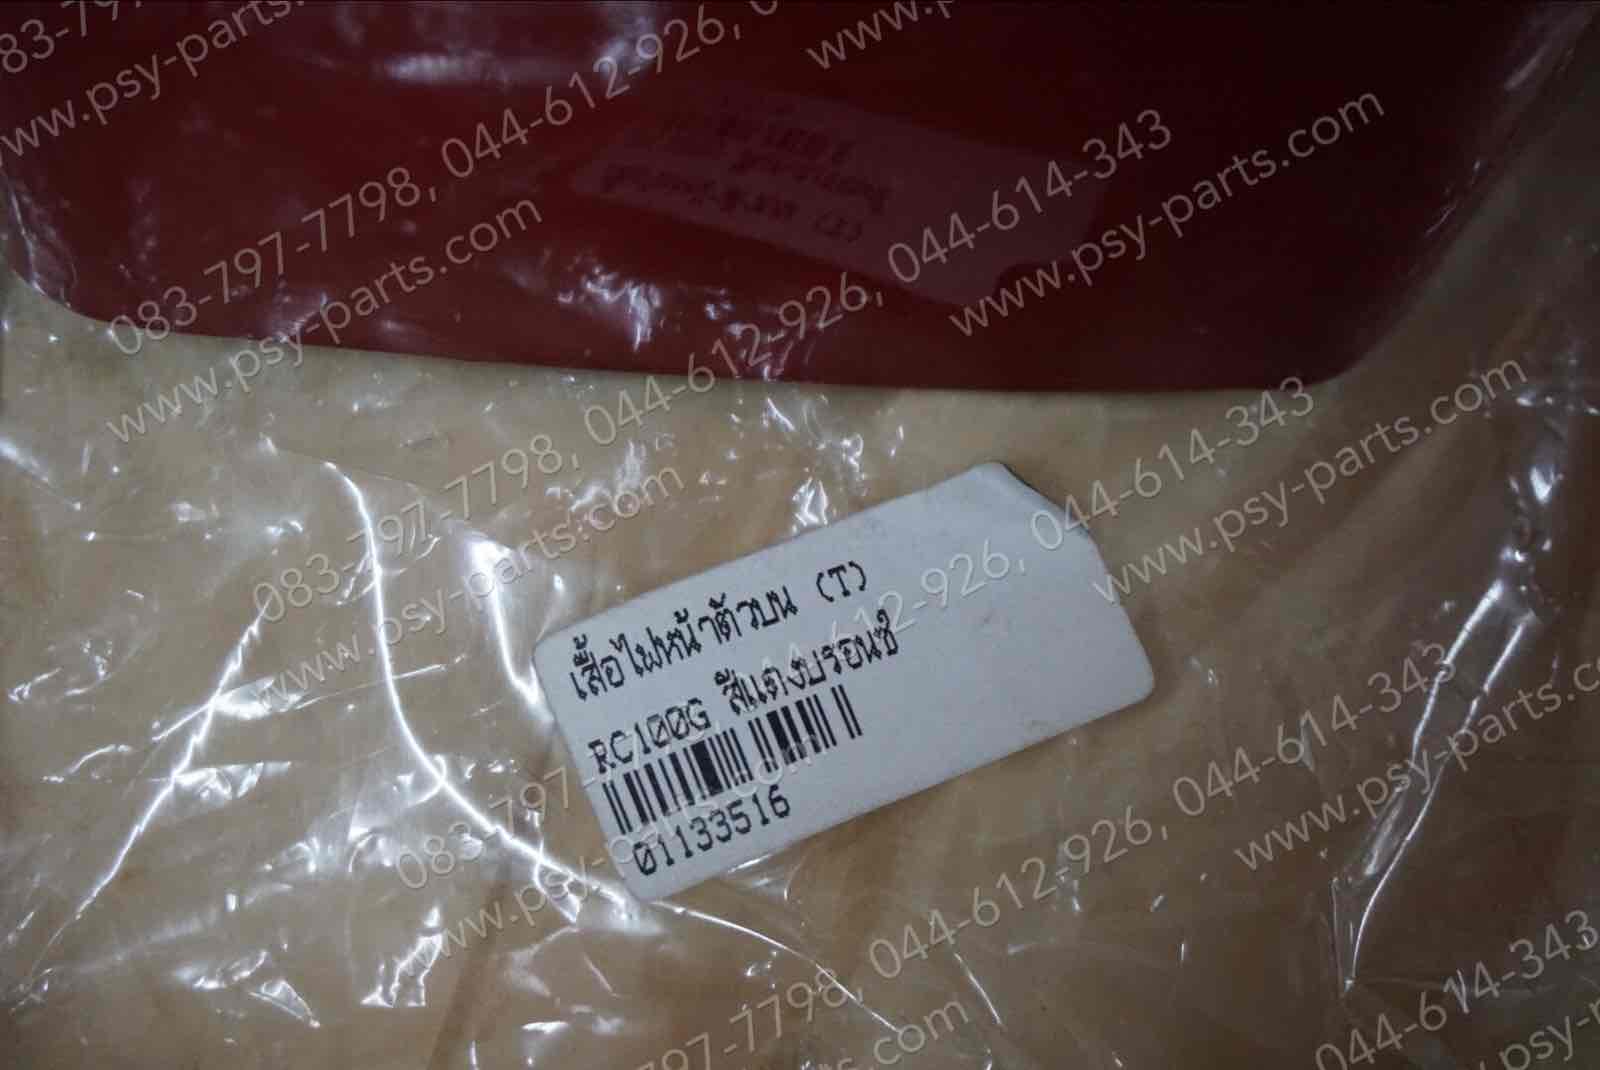 เสื้อไฟหน้าตัวบน (T)
RC100G สีแดงบรอนซ์
01133516
083-797-7798, 044-612-926, 044-614-343
www.psy-parts.com